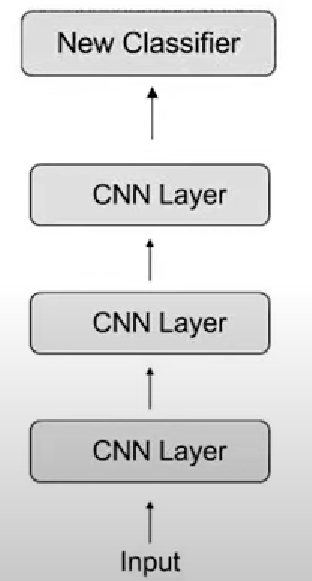 New Classifier
CNN Layer
CNN Layer
CNN Layer
Input